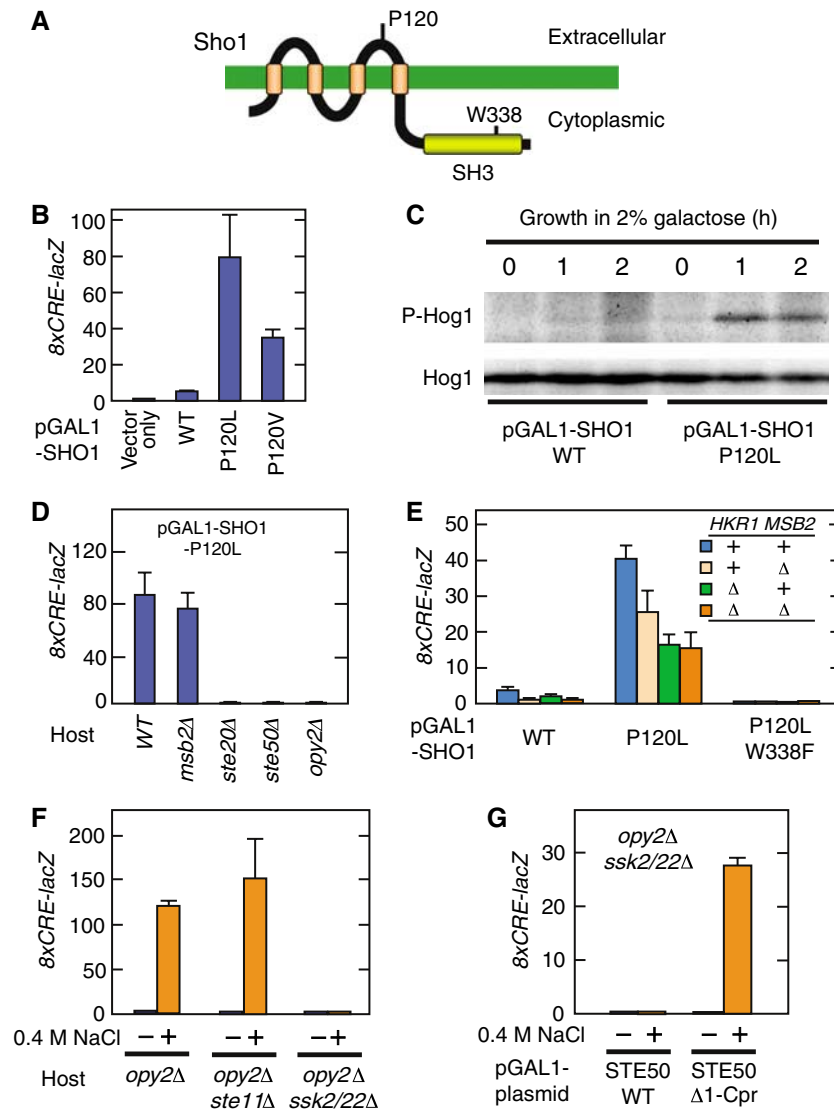 A
Sho1
P120
Extracellular
W338
Cytoplasmic
SH3
B
8xCRE-lacZ
100
80
60
40
20
0
pGAL1
-SHO1
Vector
only
WT
P120L
P120V
C
Growth in 2% galactose (h)
0 1 2 0 1 2
P-Hog1
Hog1
pGAL1-SHO1
WT
pGAL1-SHO1
P120L
D
pGAL1-SHO1
-P120L
8xCRE-lacZ
120
80
40
0
Host
WT
msb2Δ
ste20Δ
ste50Δ
opy2Δ
E
8xCRE-lacZ
50
40
30
20
10
0
HKR1 MSB2
+ +
+ Δ
Δ +
Δ Δ
pGAL1
-SHO1
WT
P120L
P120L
W338F
F
8xCRE-lacZ
200
150
100
50
0
0.4 M NaCl − + − + − +
Host
opy2Δ
opy2Δ
ste11Δ
opy2Δ
ssk2/22Δ
G
opy2Δ
ssk2/22Δ
8xCRE-lacZ
30
20
10
0
0.4 M NaCl − + − +
pGAL1-
plasmid
STE50
WT
STE50
Δ1-Cpr